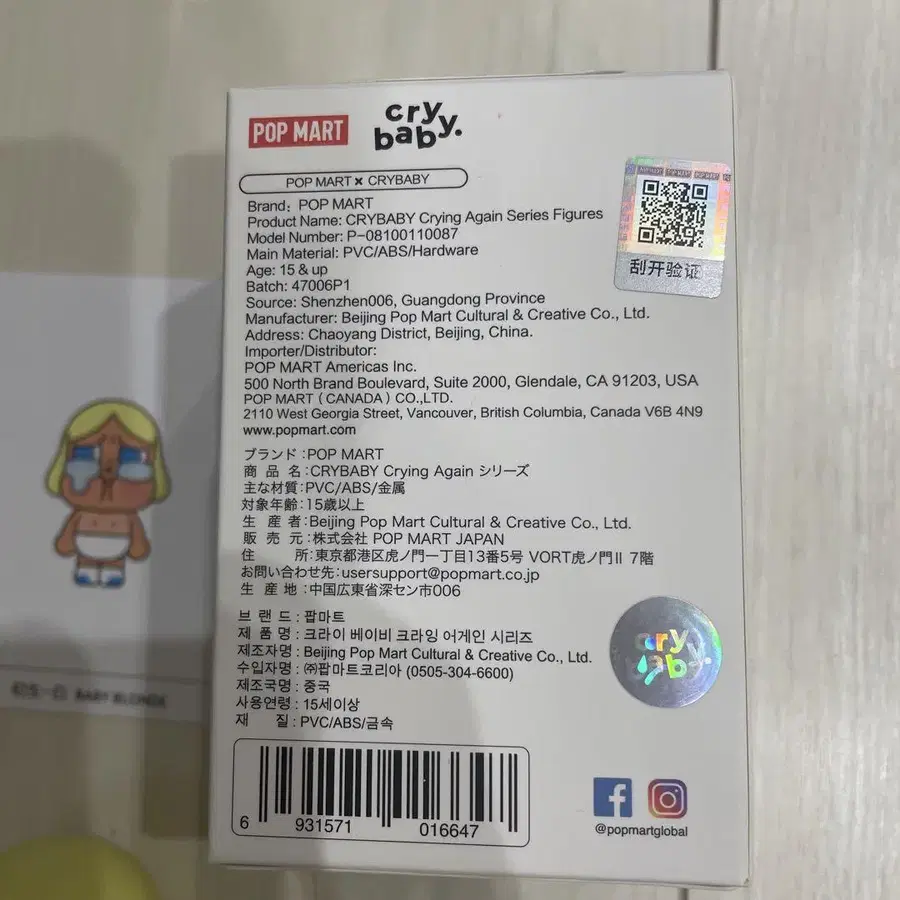 POP MART
cry
baby.
POP MART × CRYBABY
Brand: POP MART
Product Name: CRYBABY Crying Again Series Figures
Model Number: P-08100110087
Main Material: PVC/ABS/Hardware
Age: 15 & up
Batch: 47006P1
Source: Shenzhen006, Guangdong Province
Manufacturer: Beijing Pop Mart Cultural & Creative Co., Ltd.
Address: Chaoyang District, Beijing, China.
Importer/Distributor:
POP MART Americas Inc.
500 North Brand Boulevard, Suite 2000, Glendale, CA 91203, USA
POP MART (CANADA) CO.,LTD.
2110 West Georgia Street, Vancouver, British Columbia, Canada V6B 4N9
www.popmart.com
刮开验证
ブランド:POP MART
商品名:CRYBABY Crying Again シリーズ
主な材質:PVC/ABS/金属
対象年齢:15歳以上
生産者:Beijing Pop Mart Cultural & Creative Co., Ltd.
販売元:株式会社 POP MART JAPAN
住所:東京都港区虎ノ門一丁目13番5号 VORT虎ノ門II 7階
お問い合わせ先:usersupport@popmart.co.jp
生産地:中国広東省深セン市006
브랜드:팝마트
제품명:크라이 베이비 크라잉 어게인 시리즈
제조자명: Beijing Pop Mart Cultural & Creative Co., Ltd.
수입자명: ㈜팝마트코리아 (0505-304-6600)
제조국명: 중국
사용연령: 15세이상
재질: PVC/ABS/금속
cry
baby.
6 931571 016647
@popmartglobal
BABY BLONDE